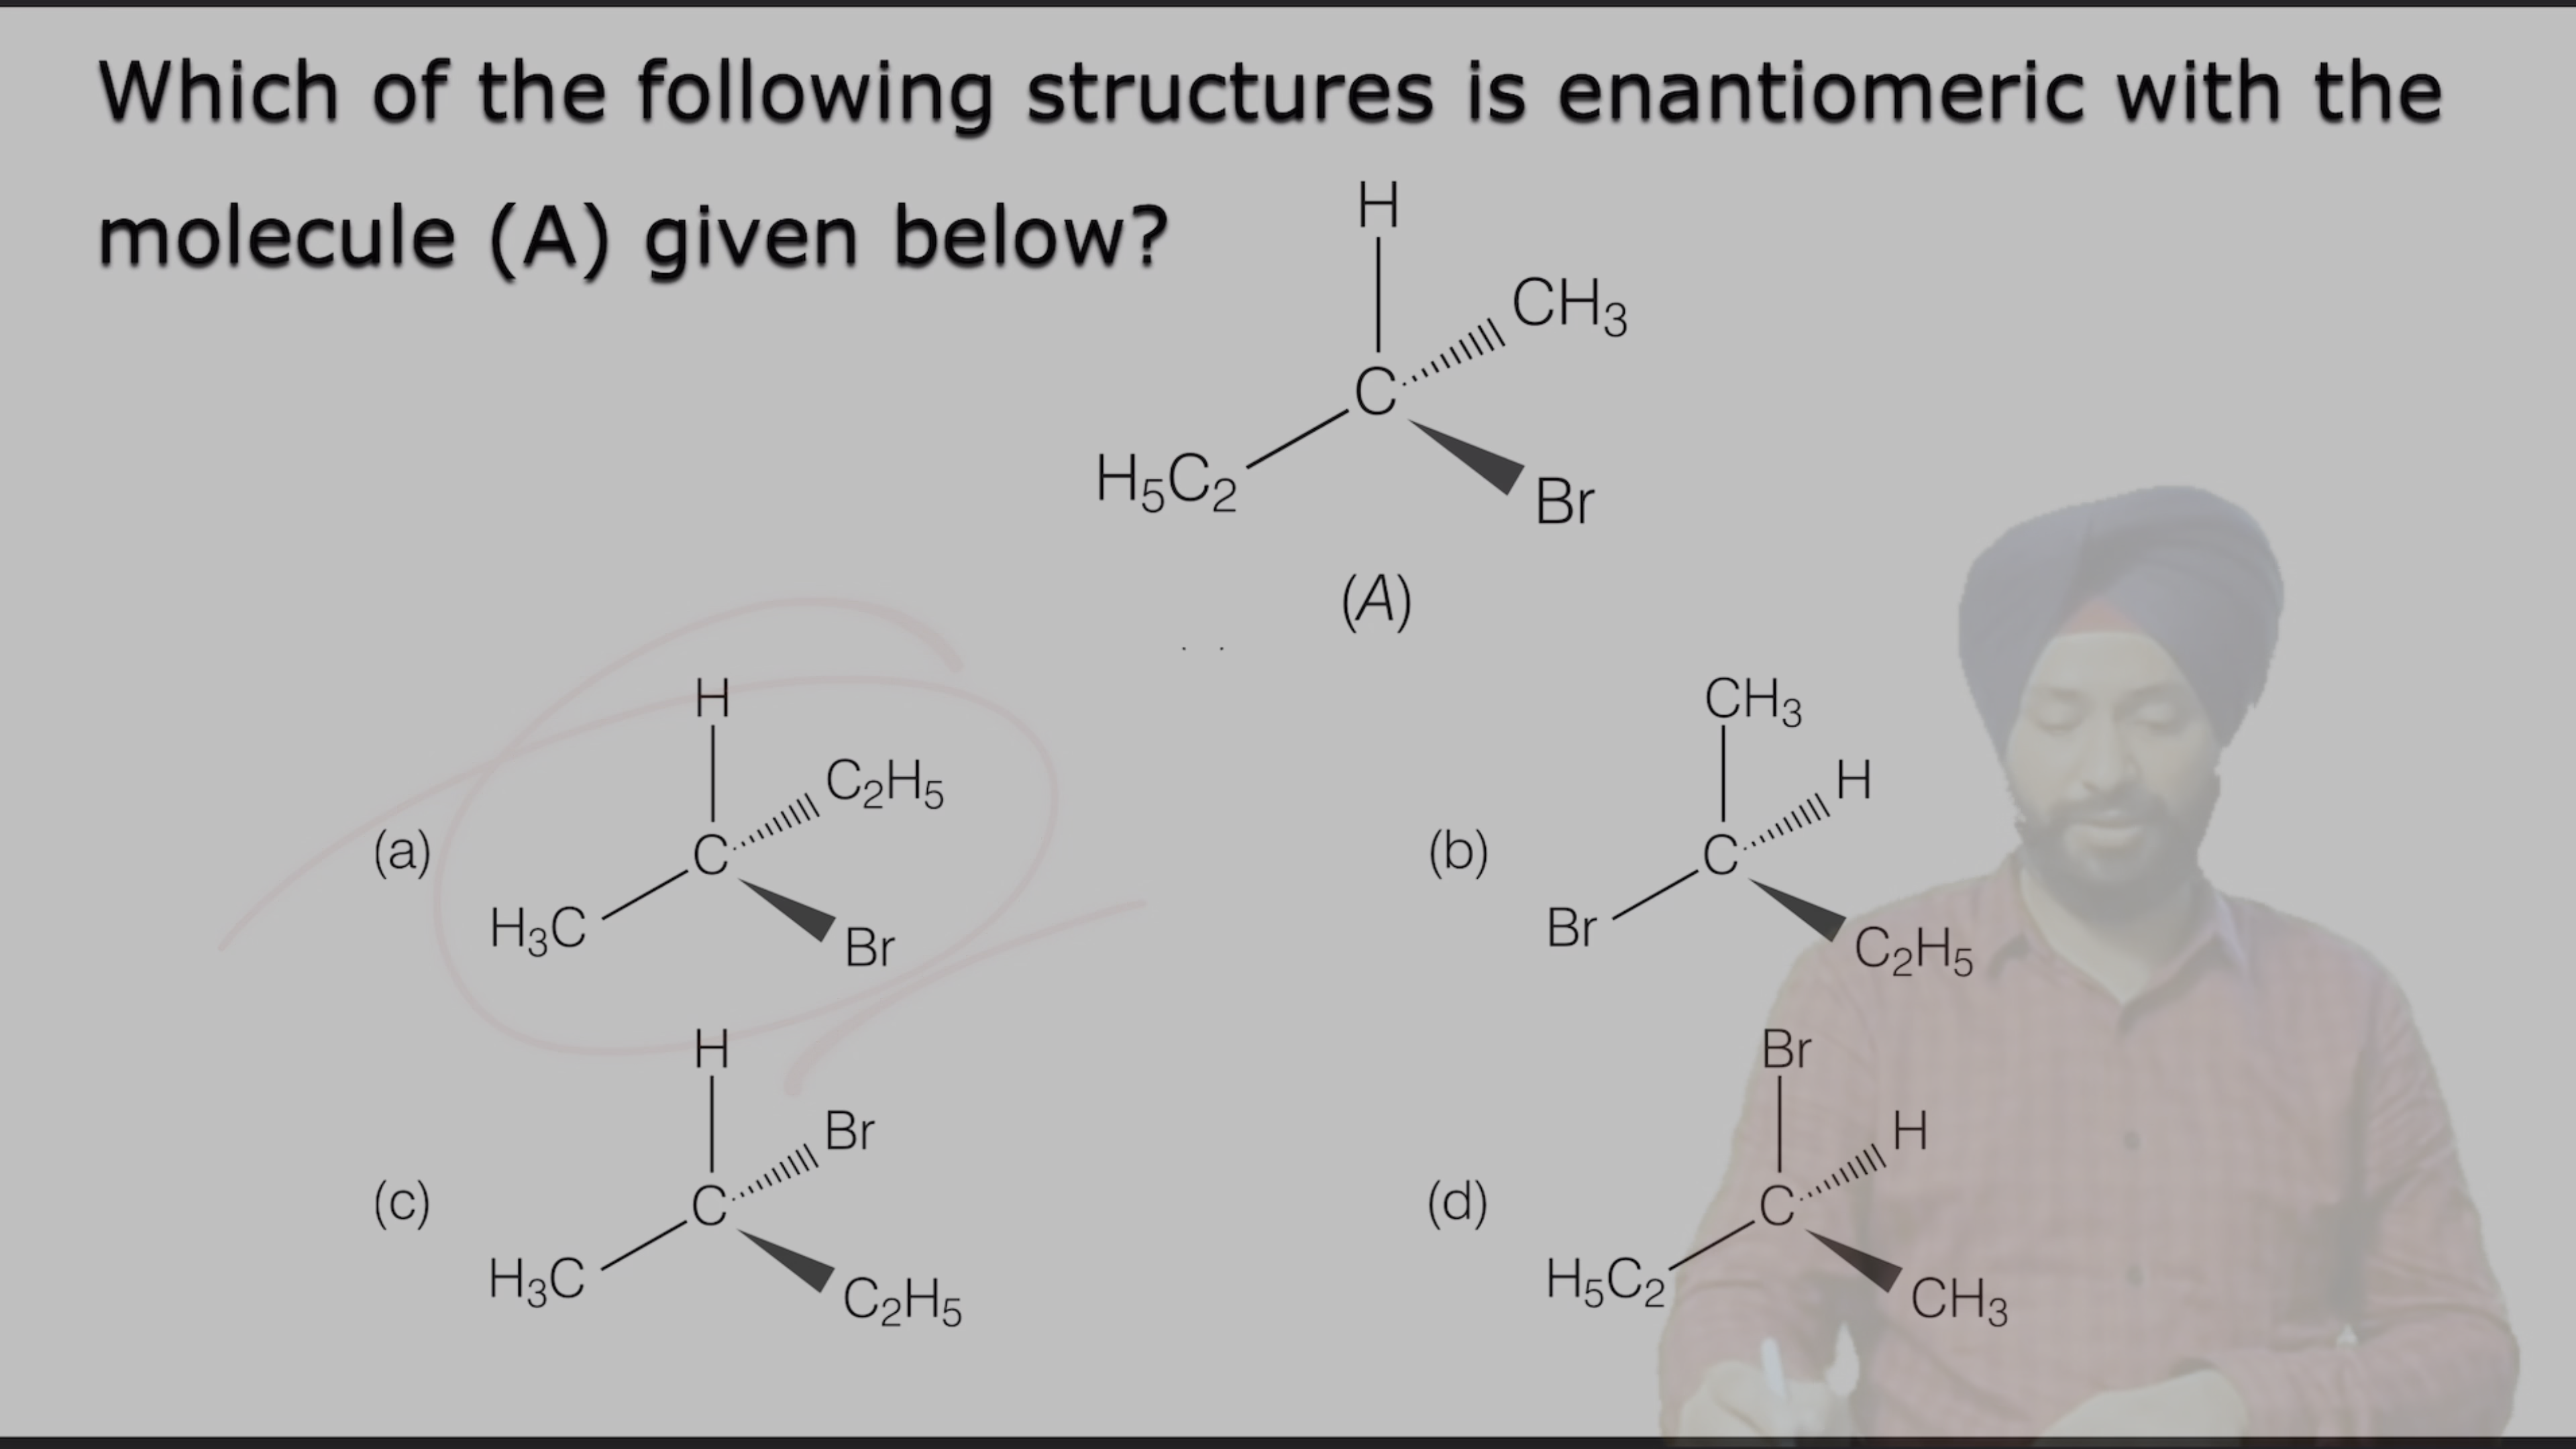 Which of the following structures is enantiomeric with the
molecule (A) given below?
H
CH3
C
H5C2
Br
(A)
H
C2H5
(a)
C
H3C
Br
CH3
H
(b)
C
Br
C2H5
H
Br
(c)
C
H3C
C2H5
Br
H
(d)
C
H5C2
CH3